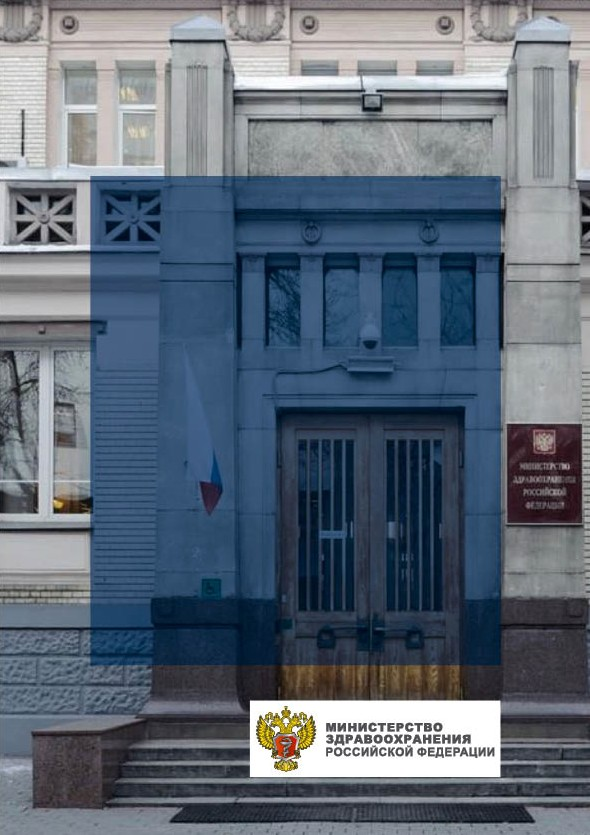 МИНИСТЕРСТВО
ЗДРАВООХРАНЕНИЯ
РОССИЙСКОЙ
ФЕДЕРАЦИИ
МИНИСТЕРСТВО
ЗДРАВООХРАНЕНИЯ
РОССИЙСКОЙ ФЕДЕРАЦИИ